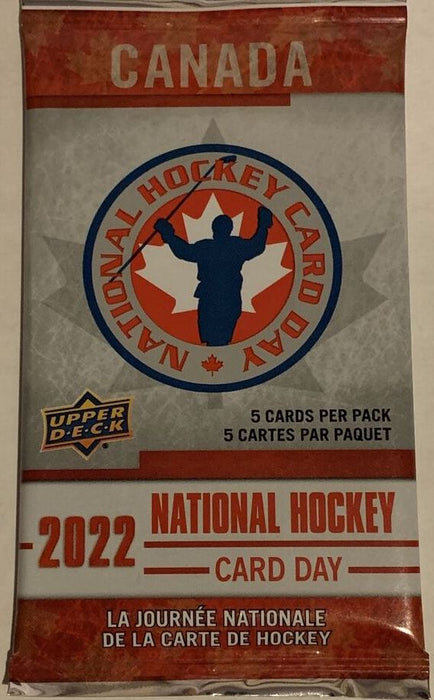 CANADA
NATIONAL HOCKEY CARD DAY
UPPER
D·E·C·K
5 CARDS PER PACK
5 CARTES PAR PAQUET
2022
NATIONAL HOCKEY
CARD DAY
LA JOURNÉE NATIONALE
DE LA CARTE DE HOCKEY